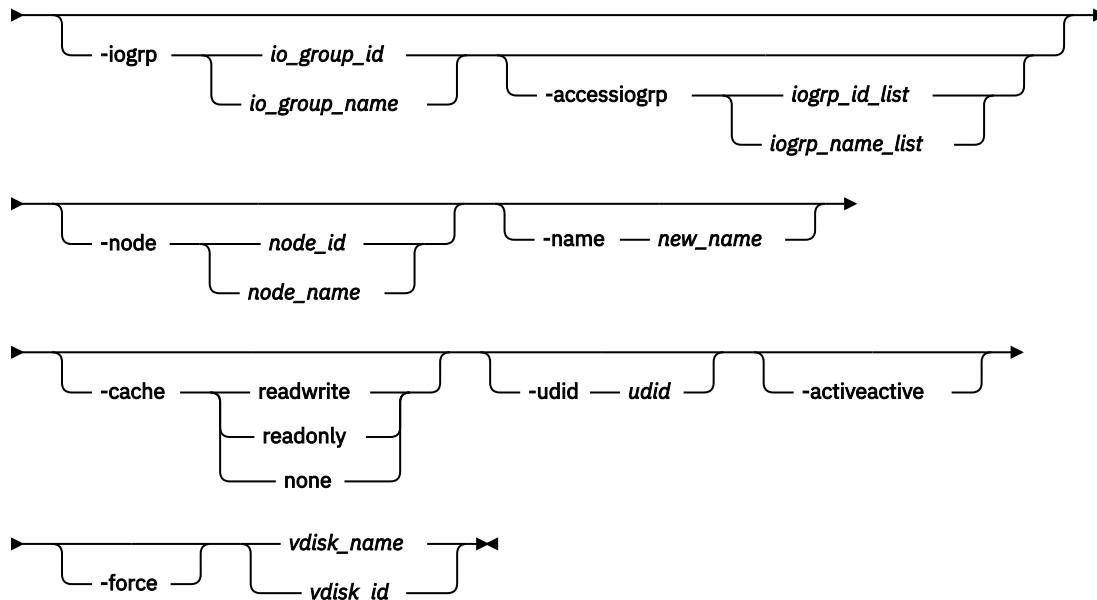 -iogrp io_group_id
io_group_name
-accessiogrp iogrp_id_list
iogrp_name_list
-node node_id
node_name
-name new_name
-cache readwrite
readonly
none
-udid udid
-activeactive
-force vdisk_name
vdisk_id